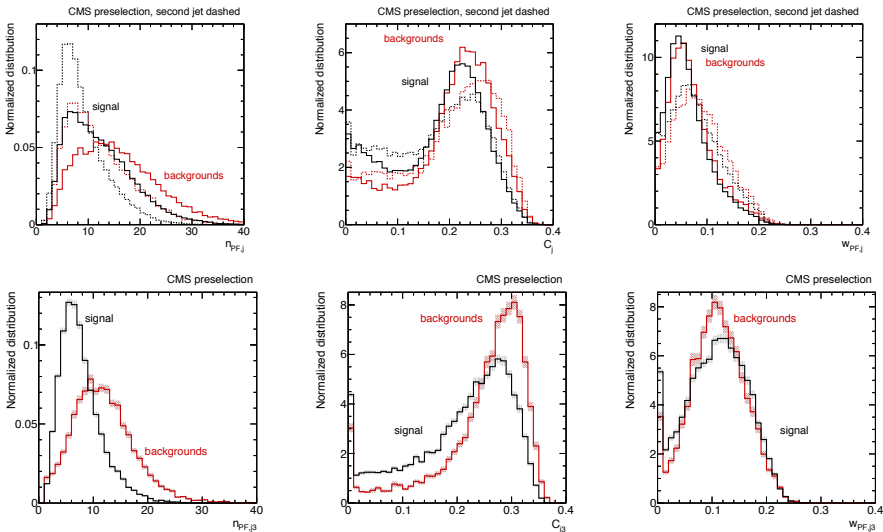 CMS preselection, second jet dashed
Normalized distribution
0.1
0.05
0
0 10 20 30 40
signal
backgrounds
n_PF,j
CMS preselection, second jet dashed
Normalized distribution
6
4
2
0
0 0.1 0.2 0.3 0.4
backgrounds
signal
C_j
CMS preselection, second jet dashed
Normalized distribution
10
5
0
0 0.1 0.2 0.3 0.4
signal
backgrounds
w_PF,j
CMS preselection
Normalized distribution
0.1
0.05
0
0 10 20 30 40
signal
backgrounds
n_PF,j3
CMS preselection
Normalized distribution
8
6
4
2
0
0 0.1 0.2 0.3 0.4
backgrounds
signal
C_j3
CMS preselection
Normalized distribution
8
6
4
2
0
0 0.1 0.2 0.3 0.4
backgrounds
signal
w_PF,j3